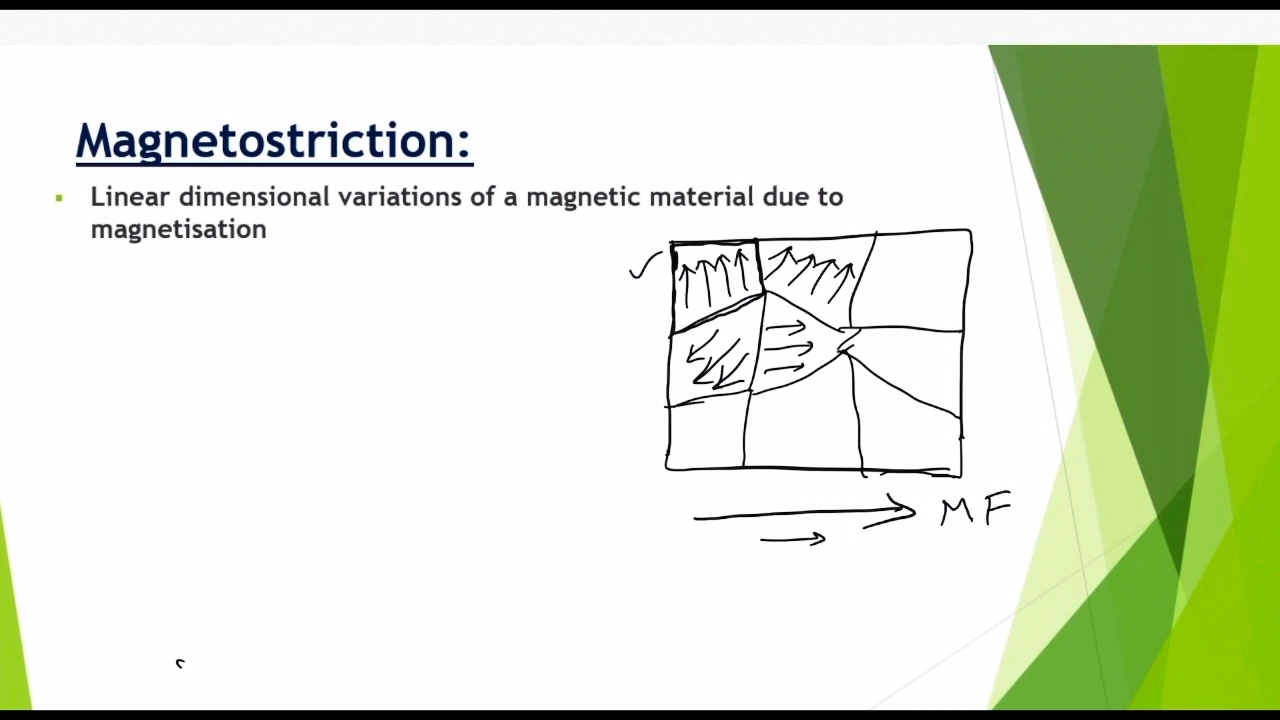 Magnetostriction:
Linear dimensional variations of a magnetic material due to
magnetisation
MF